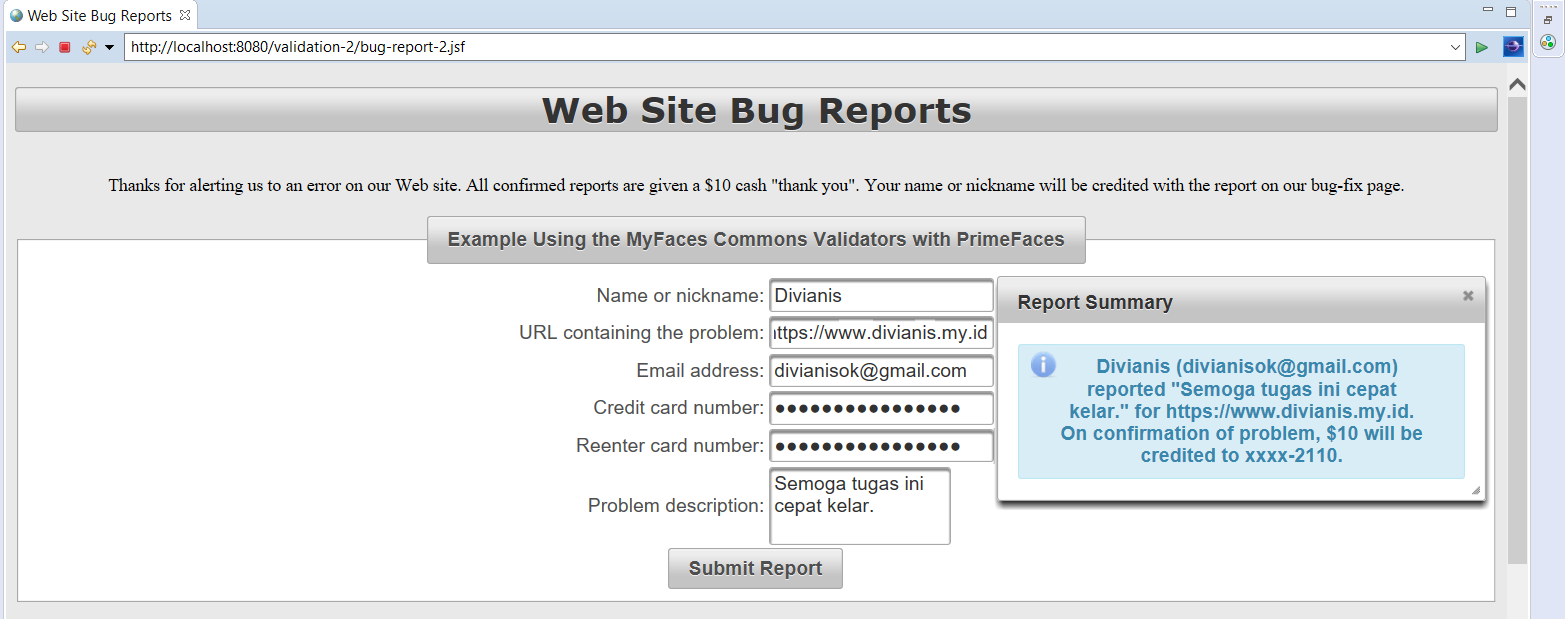 Web Site Bug Reports
http://localhost:8080/validation-2/bug-report-2.jsf
Web Site Bug Reports
Thanks for alerting us to an error on our Web site. All confirmed reports are given a $10 cash "thank you". Your name or nickname will be credited with the report on our bug-fix page.
Example Using the MyFaces Commons Validators with PrimeFaces
Name or nickname: Divianis
URL containing the problem: ttps://www.divianis.my.id
Email address: divianisok@gmail.com
Credit card number: ●●●●●●●●●●●●●●●●
Reenter card number: ●●●●●●●●●●●●●●●●
Problem description:
Semoga tugas ini
cepat kelar.
Submit Report
Report Summary
Divianis (divianisok@gmail.com)
reported "Semoga tugas ini cepat
kelar." for https://www.divianis.my.id.
On confirmation of problem, $10 will be
credited to xxxx-2110.